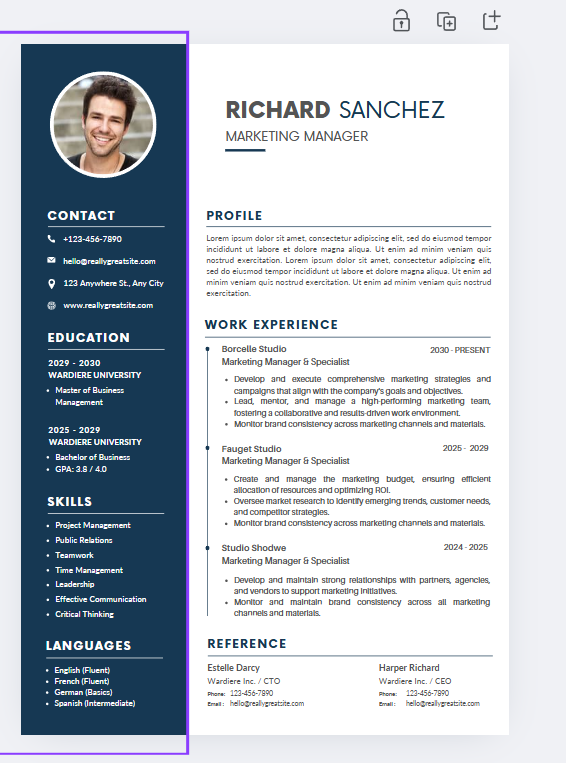 RICHARD SANCHEZ
MARKETING MANAGER
CONTACT
+123-456-7890
hello@reallygreatsite.com
123 Anywhere St., Any City
www.reallygreatsite.com
EDUCATION
2029 - 2030
WARDIERE UNIVERSITY
• Master of Business
Management
2025 - 2029
WARDIERE UNIVERSITY
• Bachelor of Business
• GPA: 3.8 / 4.0
SKILLS
• Project Management
• Public Relations
• Teamwork
• Time Management
• Leadership
• Effective Communication
• Critical Thinking
LANGUAGES
• English (Fluent)
• French (Fluent)
• German (Basics)
• Spanish (Intermediate)
PROFILE
Lorem ipsum dolor sit amet, consectetur adipiscing elit, sed do eiusmod tempor
incididunt ut labore et dolore magna aliqua. Ut enim ad minim veniam quis
nostrud exercitation. Lorem ipsum dolor sit amet, consectetur adipiscing elit,
sed do eiusmod tempor incididunt ut labore et dolore magna aliqua. Ut enim ad
minim veniam quis nostrud exercitation. Ut enim ad minim veniam quis nostrud
exercitation.
WORK EXPERIENCE
Borcelle Studio 2030 - PRESENT
Marketing Manager & Specialist
• Develop and execute comprehensive marketing strategies and
campaigns that align with the company's goals and objectives.
• Lead, mentor, and manage a high-performing marketing team,
fostering a collaborative and results-driven work environment.
• Monitor brand consistency across marketing channels and materials.
Fauget Studio 2025 - 2029
Marketing Manager & Specialist
• Create and manage the marketing budget, ensuring efficient
allocation of resources and optimizing ROI.
• Oversee market research to identify emerging trends, customer needs,
and competitor strategies.
• Monitor brand consistency across marketing channels and materials.
Studio Shodwe 2024 - 2025
Marketing Manager & Specialist
• Develop and maintain strong relationships with partners, agencies,
and vendors to support marketing initiatives.
• Monitor and maintain brand consistency across all marketing
channels and materials.
REFERENCE
Estelle Darcy
Wardiere Inc. / CTO
Phone: 123-456-7890
Email : hello@reallygreatsite.com
Harper Richard
Wardiere Inc. / CEO
Phone: 123-456-7890
Email : hello@reallygreatsite.com